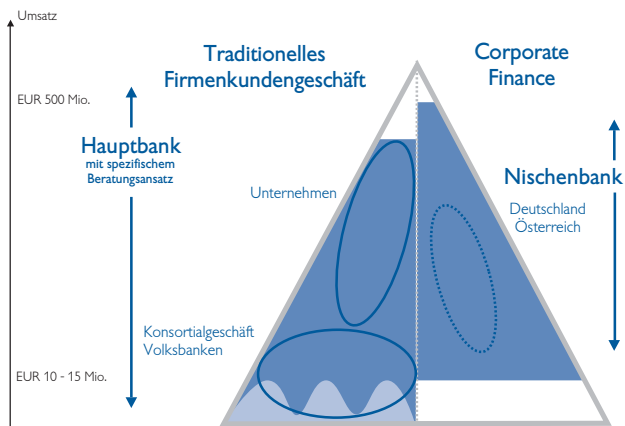 Umsatz
Traditionelles
Firmenkundengeschäft
Corporate
Finance
EUR 500 Mio.
Hauptbank
mit spezifischem
Beratungsansatz
Unternehmen
Nischenbank
Deutschland
Österreich
Konsortialgeschäft
Volksbanken
EUR 10 - 15 Mio.